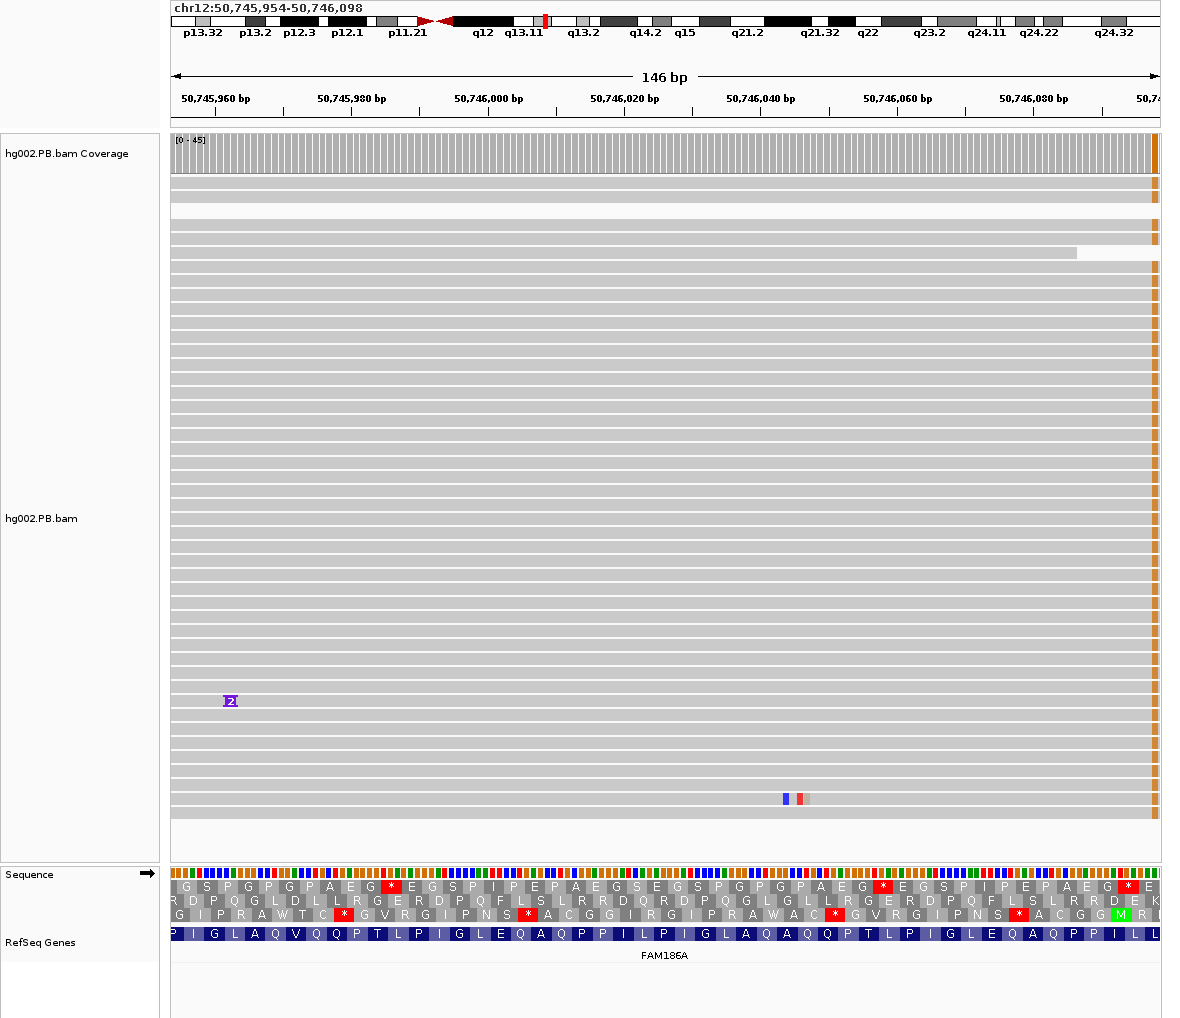 chr12:50,745,954-50,746,098
p13.32 p13.2 p12.3 p12.1 p11.21 q12 q13.11 q13.2 q14.2 q15 q21.2 q21.32 q22 q23.2 q24.11 q24.22 q24.32
146 bp
50,745,960 bp 50,745,980 bp 50,746,000 bp 50,746,020 bp 50,746,040 bp 50,746,060 bp 50,746,080 bp 50,74
[0 - 45]
hg002.PB.bam Coverage
hg002.PB.bam
2
Sequence
G S P G P G P A E G * E G S P I P E P A E G S E G S P G P G P A E G * E G S P I P E P A E G * E
R D P Q G L D L L R G E R D P Q F L S L R R D Q R D P Q G L G L L R G E R D P Q F L S L R R D E K
G I P R A W T C * G V R G I P N S * A C G G I R G I P R A W A C * G V R G I P N S * A C G G M R
RefSeq Genes
P I G L A Q V Q Q P T L P I G L E Q A Q P P I L P I G L A Q A Q Q P T L P I G L E Q A Q P P I L L
FAM186A